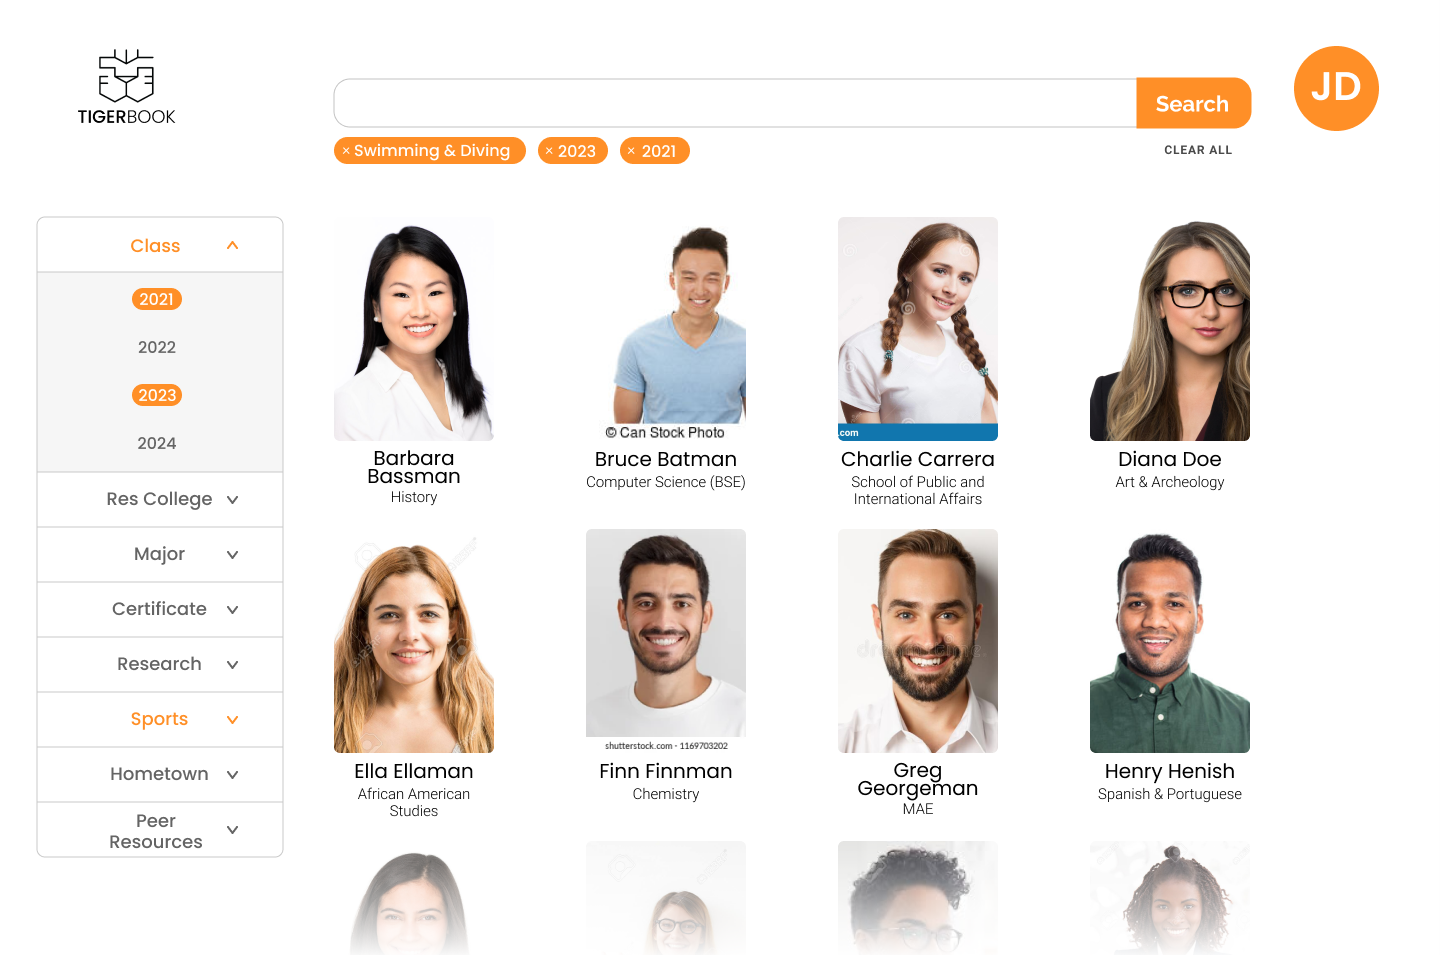 TIGERBOOK
Search
JD
× Swimming & Diving
× 2023
× 2021
CLEAR ALL
Class
2021
2022
2023
2024
Res College
Major
Certificate
Research
Sports
Hometown
Peer
Resources
© Can Stock Photo
.com
Barbara
Bassman
History
Bruce Batman
Computer Science (BSE)
Charlie Carrera
School of Public and
International Affairs
Diana Doe
Art & Archeology
shutterstock.com · 1169703202
Ella Ellaman
African American
Studies
Finn Finnman
Chemistry
Greg
Georgeman
MAE
Henry Henish
Spanish & Portuguese